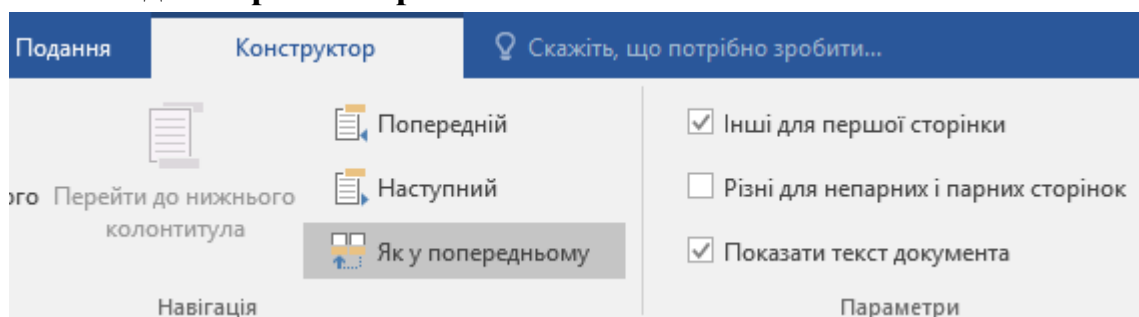 Подання Конструктор Скажіть, що потрібно зробити...
Попередній Інші для першої сторінки
Перейти до нижнього колонтитула Наступний Різні для непарних і парних сторінок
Як у попередньому Показати текст документа
Навігація Параметри